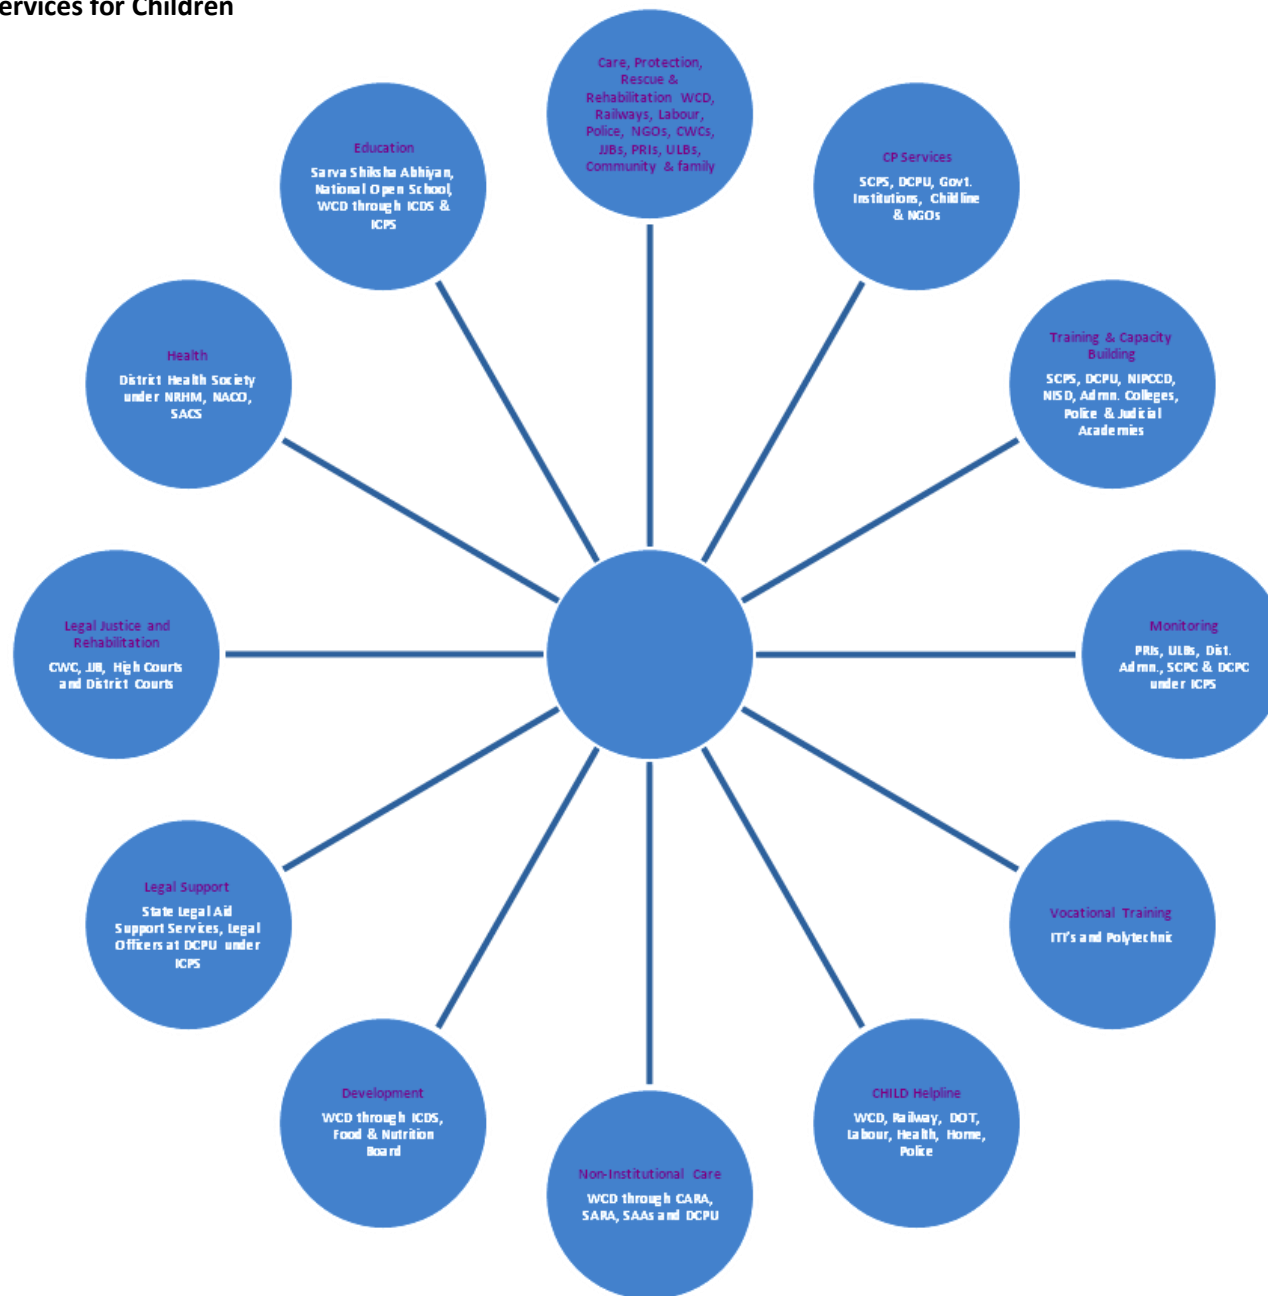 ervices for Children
Care, Protection,
Rescue &
Rehabilitation WCD,
Railways, Labour,
Police, NGOs, CWCs,
JJBs, PRIs, ULBs,
Community & family
CP Services
SCPS, DCPU, Govt.
Institutions, Childline
& NGOs
Training & Capacity
Building
SCPS, DCPU, NIPCCD,
NISD, Admn. Colleges,
Police & Judicial
Academies
Monitoring
PRIs, ULBs, Dist.
Admn., SCPC & DCPC
under ICPS
Vocational Training
ITI's and Polytechnic
CHILD Helpline
WCD, Railway, DOT,
Labour, Health, Home,
Police
Non-Institutional Care
WCD through CARA,
SARA, SAAs and DCPU
Development
WCD through ICDS,
Food & Nutrition
Board
Legal Support
State Legal Aid
Support Services, Legal
Officers at DCPU under
ICPS
Legal Justice and
Rehabilitation
CWC, JJB, High Courts
and District Courts
Health
District Health Society
under NRHM, NACO,
SACS
Education
Sarva Shiksha Abhiyan,
National Open School,
WCD through ICDS &
ICPS